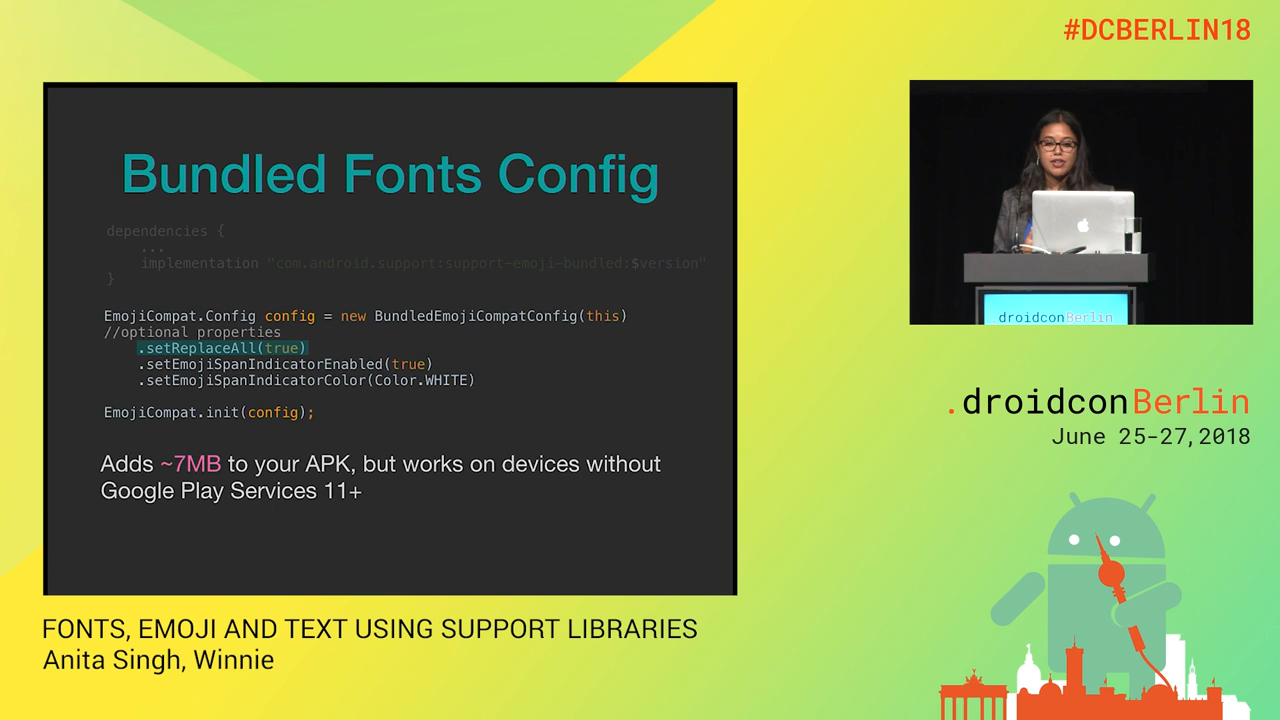 #DCBERLIN18
Bundled Fonts Config
dependencies {
...
implementation "com.android.support:support-emoji-bundled:$version"
}
EmojiCompat.Config config = new BundledEmojiCompatConfig(this)
//optional properties
.setReplaceAll(true)
.setEmojiSpanIndicatorEnabled(true)
.setEmojiSpanIndicatorColor(Color.WHITE)
EmojiCompat.init(config);
Adds ~7MB to your APK, but works on devices without
Google Play Services 11+
droidconBerlin
.droidconBerlin
June 25-27, 2018
FONTS, EMOJI AND TEXT USING SUPPORT LIBRARIES
Anita Singh, Winnie